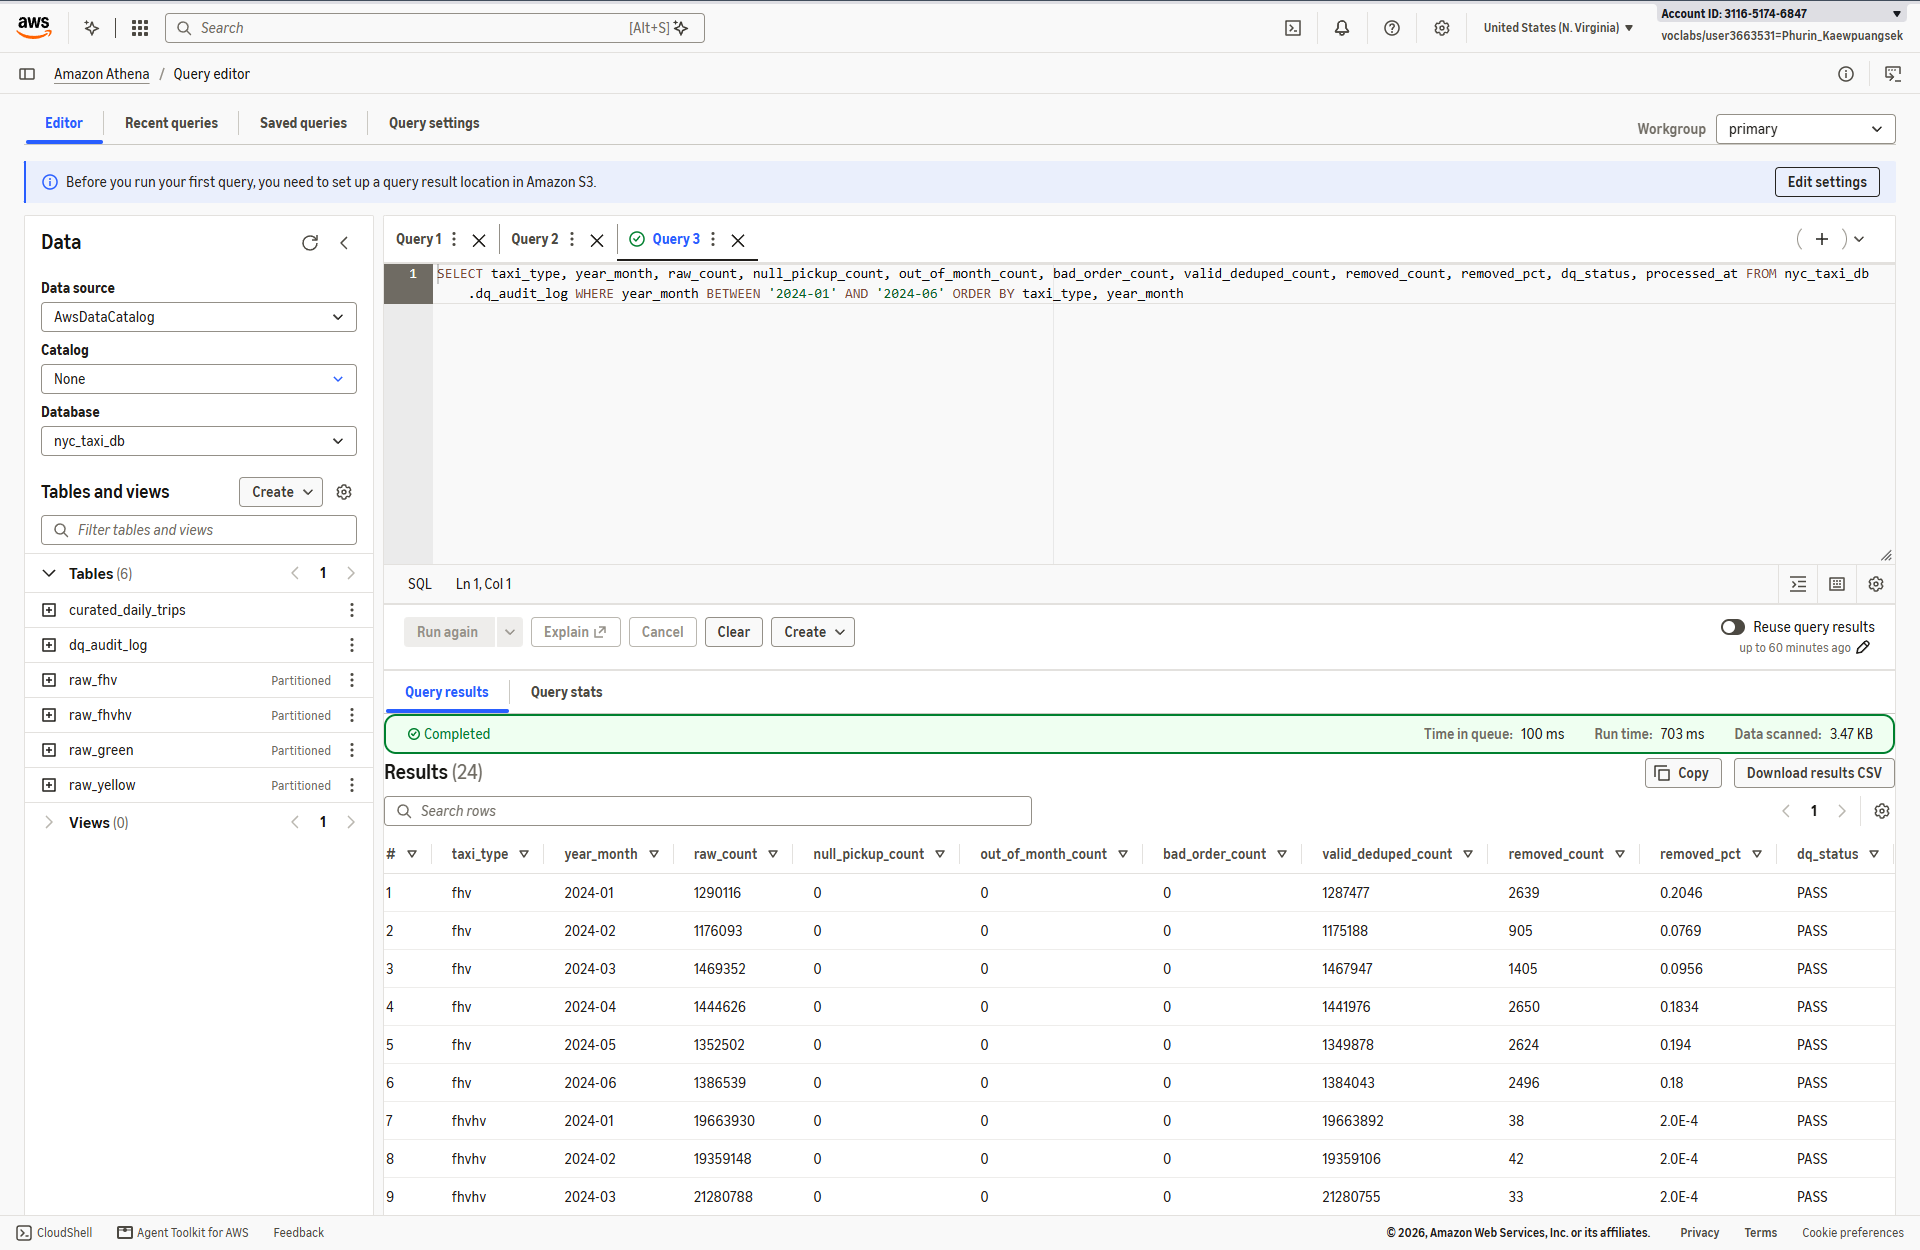 aws
Search
[Alt+S]
United States (N. Virginia)
Account ID: 3116-5174-6847
voclabs/user3663531=Phurin_Kaewpuangsek
Amazon Athena / Query editor
Editor
Recent queries
Saved queries
Query settings
Workgroup
primary
Before you run your first query, you need to set up a query result location in Amazon S3.
Edit settings
Data
Data source
AwsDataCatalog
Catalog
None
Database
nyc_taxi_db
Tables and views
Create
Filter tables and views
Tables (6)
1
curated_daily_trips
dq_audit_log
raw_fhv Partitioned
raw_fhvhv Partitioned
raw_green Partitioned
raw_yellow Partitioned
Views (0)
1
Query 1
Query 2
Query 3
1 SELECT taxi_type, year_month, raw_count, null_pickup_count, out_of_month_count, bad_order_count, valid_deduped_count, removed_count, removed_pct, dq_status, processed_at FROM nyc_taxi_db
.dq_audit_log WHERE year_month BETWEEN '2024-01' AND '2024-06' ORDER BY taxi_type, year_month
SQL Ln 1, Col 1
Run again
Explain
Cancel
Clear
Create
Reuse query results
up to 60 minutes ago
Query results
Query stats
Completed
Time in queue: 100 ms Run time: 703 ms Data scanned: 3.47 KB
Results (24)
Copy
Download results CSV
Search rows
1
# taxi_type year_month raw_count null_pickup_count out_of_month_count bad_order_count valid_deduped_count removed_count removed_pct dq_status
1 fhv 2024-01 1290116 0 0 0 1287477 2639 0.2046 PASS
2 fhv 2024-02 1176093 0 0 0 1175188 905 0.0769 PASS
3 fhv 2024-03 1469352 0 0 0 1467947 1405 0.0956 PASS
4 fhv 2024-04 1444626 0 0 0 1441976 2650 0.1834 PASS
5 fhv 2024-05 1352502 0 0 0 1349878 2624 0.194 PASS
6 fhv 2024-06 1386539 0 0 0 1384043 2496 0.18 PASS
7 fhvhv 2024-01 19663930 0 0 0 19663892 38 2.0E-4 PASS
8 fhvhv 2024-02 19359148 0 0 0 19359106 42 2.0E-4 PASS
9 fhvhv 2024-03 21280788 0 0 0 21280755 33 2.0E-4 PASS
CloudShell
Agent Toolkit for AWS
Feedback
© 2026, Amazon Web Services, Inc. or its affiliates.
Privacy
Terms
Cookie preferences